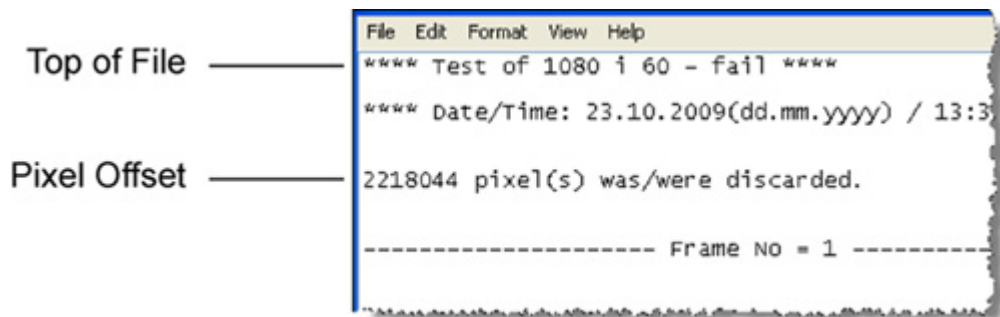 File Edit Format View Help
Top of File
**** Test of 1080 i 60 - fail ****
**** Date/Time: 23.10.2009(dd.mm.yyyy) / 13:3
Pixel Offset
2218044 pixel(s) was/were discarded.
--------------------- Frame No = 1 ----------